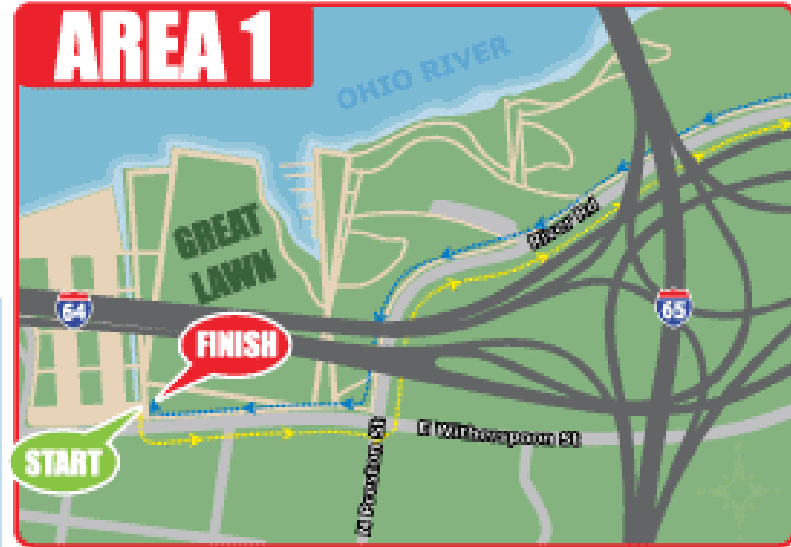 AREA 1
OHIO RIVER
GREAT
LAWN
River Rd
64
65
FINISH
START
E Witherspoon St
N Preston St